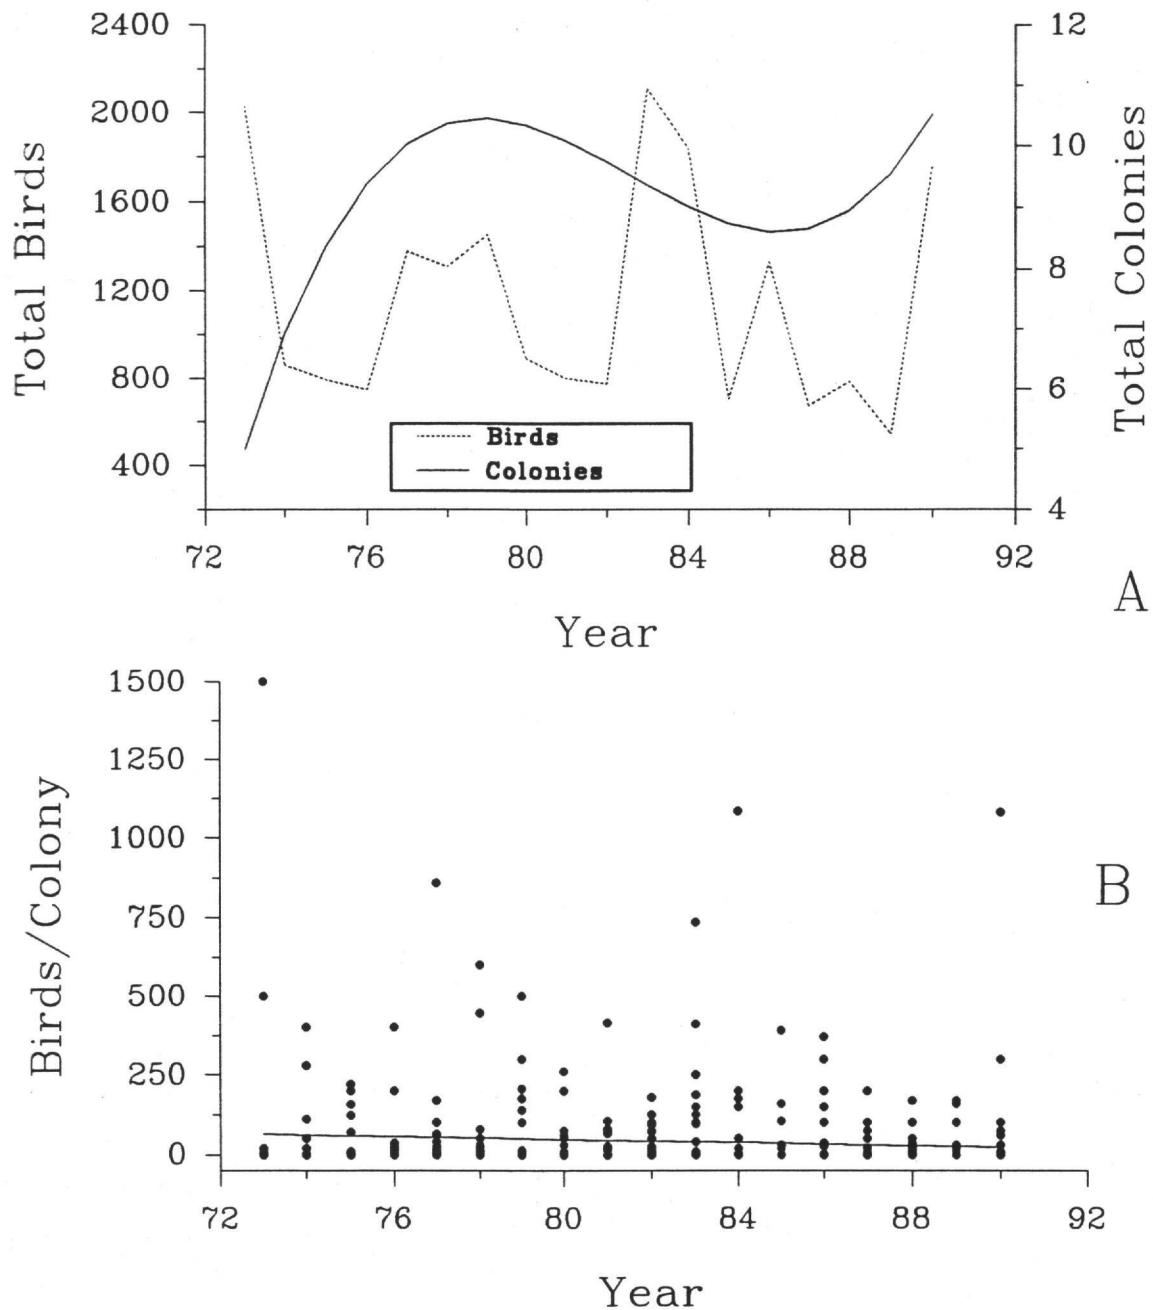 2400
2000
1600
1200
800
400
Total Birds
12
10
8
6
4
Total Colonies
Birds
Colonies
72 76 80 84 88 92
Year
A
1500
1250
1000
750
500
250
0
Birds/Colony
B
72 76 80 84 88 92
Year